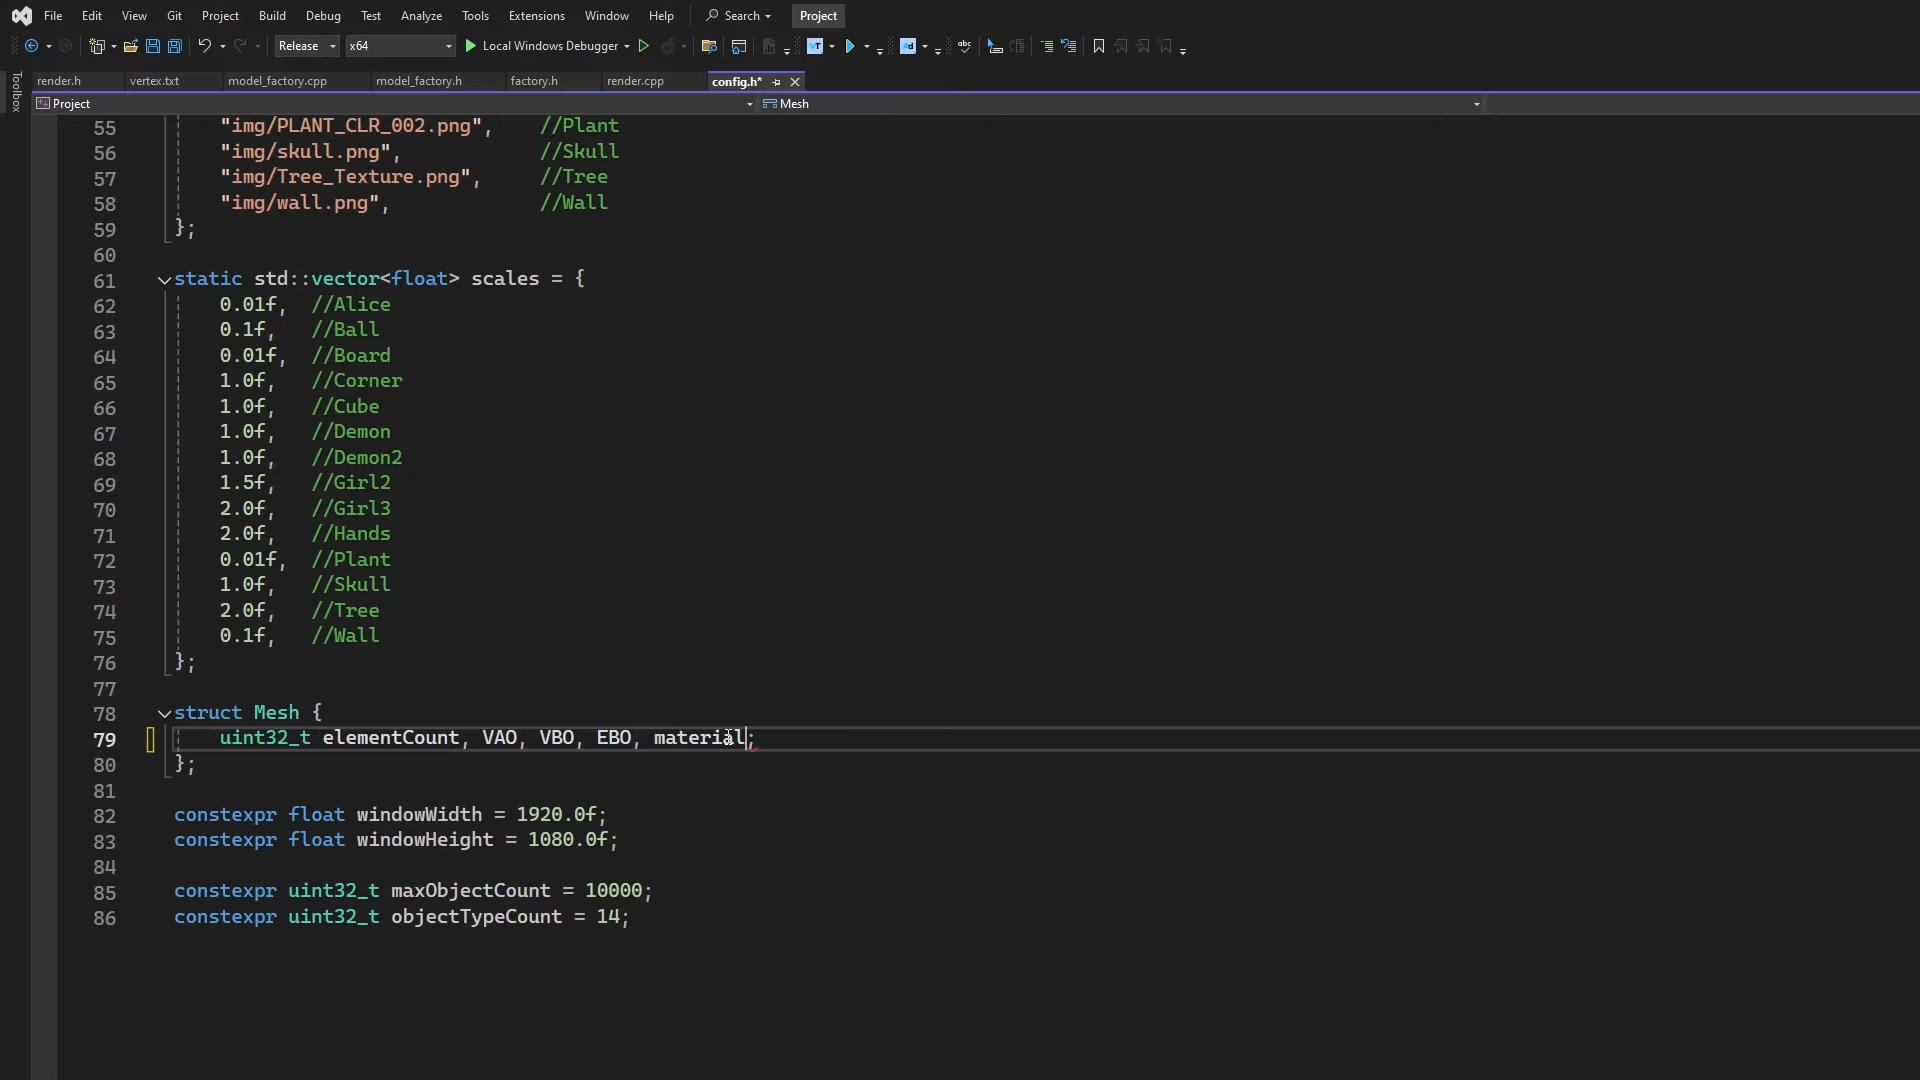 File Edit View Git Project Build Debug Test Analyze Tools Extensions Window Help Search Project
Release x64 Local Windows Debugger
render.h vertex.txt model_factory.cpp model_factory.h factory.h render.cpp config.h*
Toolbox
Project Mesh
55 "img/PLANT_CLR_002.png", //Plant
56 "img/skull.png", //Skull
57 "img/Tree_Texture.png", //Tree
58 "img/wall.png", //Wall
59 };
60
61 static std::vector<float> scales = {
62 0.01f, //Alice
63 0.1f, //Ball
64 0.01f, //Board
65 1.0f, //Corner
66 1.0f, //Cube
67 1.0f, //Demon
68 1.0f, //Demon2
69 1.5f, //Girl2
70 2.0f, //Girl3
71 2.0f, //Hands
72 0.01f, //Plant
73 1.0f, //Skull
74 2.0f, //Tree
75 0.1f, //Wall
76 };
77
78 struct Mesh {
79 uint32_t elementCount, VAO, VBO, EBO, material;
80 };
81
82 constexpr float windowWidth = 1920.0f;
83 constexpr float windowHeight = 1080.0f;
84
85 constexpr uint32_t maxObjectCount = 10000;
86 constexpr uint32_t objectTypeCount = 14;